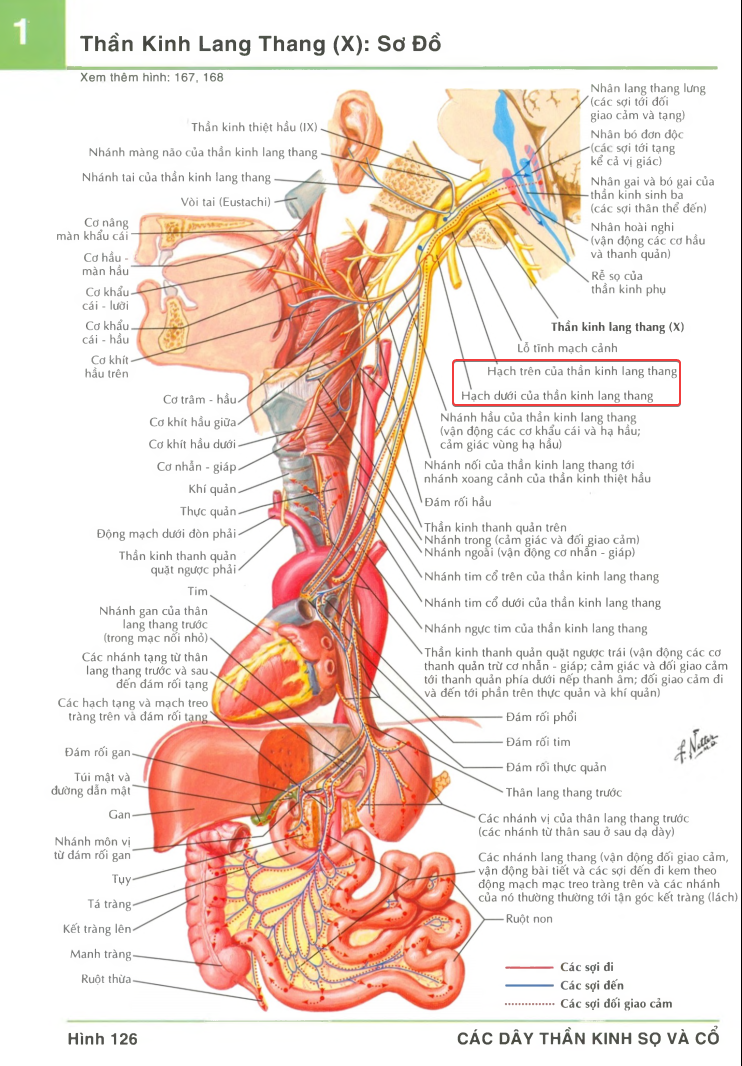 1
Thần Kinh Lang Thang (X): Sơ Đồ
Xem thêm hình: 167, 168
Thần kinh thiệt hầu (IX)
Nhánh màng não của thần kinh lang thang
Nhánh tai của thần kinh lang thang
Vòi tai (Eustachi)
Cơ nâng
màn khẩu cái
Cơ hầu -
màn hầu
Cơ khẩu
cái - lưỡi
Cơ khẩu
cái - hầu
Cơ khít
hầu trên
Cơ trâm - hầu
Cơ khít hầu giữa
Cơ khít hầu dưới
Cơ nhẫn - giáp
Khí quản
Thực quản
Động mạch dưới đòn phải
Thần kinh thanh quản
quặt ngược phải
Tim
Nhánh gan của thân
lang thang trước
(trong mạc nối nhỏ)
Các nhánh tạng từ thân
lang thang trước và sau
đến đám rối tạng
Các hạch tạng và mạch treo
tràng trên và đám rối tạng
Đám rối gan
Túi mật và
đường dẫn mật
Gan
Nhánh môn vị
từ đám rối gan
Tụy
Tá tràng
Kết tràng lên
Manh tràng
Ruột thừa
Nhân lang thang lưng
(các sợi tới đối
giao cảm và tạng)
Nhân bó đơn độc
(các sợi tới tạng
kể cả vị giác)
Nhân gai và bó gai của
thần kinh sinh ba
(các sợi thân thể đến)
Nhân hoài nghi
(vận động các cơ hầu
và thanh quản)
Rễ sọ của
thần kinh phụ
Thần kinh lang thang (X)
Lỗ tĩnh mạch cảnh
Hạch trên của thần kinh lang thang
Hạch dưới của thần kinh lang thang
Nhánh hầu của thần kinh lang thang
(vận động các cơ khẩu cái và hạ hầu;
cảm giác vùng hạ hầu)
Nhánh nối của thần kinh lang thang tới
nhánh xoang cảnh của thần kinh thiệt hầu
Đám rối hầu
Thần kinh thanh quản trên
Nhánh trong (cảm giác và đối giao cảm)
Nhánh ngoài (vận động cơ nhẫn - giáp)
Nhánh tim cổ trên của thần kinh lang thang
Nhánh tim cổ dưới của thần kinh lang thang
Nhánh ngực tim của thần kinh lang thang
Thần kinh thanh quản quặt ngược trái (vận động các cơ
thanh quản trừ cơ nhẫn - giáp; cảm giác và đối giao cảm
tới thanh quản phía dưới nếp thanh âm; đối giao cảm đi
và đến tới phần trên thực quản và khí quản)
Đám rối phổi
Đám rối tim
Đám rối thực quản
Thân lang thang trước
Các nhánh vị của thân lang thang trước
(các nhánh từ thân sau ở sau dạ dày)
Các nhánh lang thang (vận động đối giao cảm,
vận động bài tiết và các sợi đến đi kem theo
động mạch mạc treo tràng trên và các nhánh
của nó thường thường tới tận góc kết tràng (lách)
Ruột non
Các sợi đi
Các sợi đến
Các sợi đối giao cảm
Hình 126
CÁC DÂY THẦN KINH SỌ VÀ CỔ